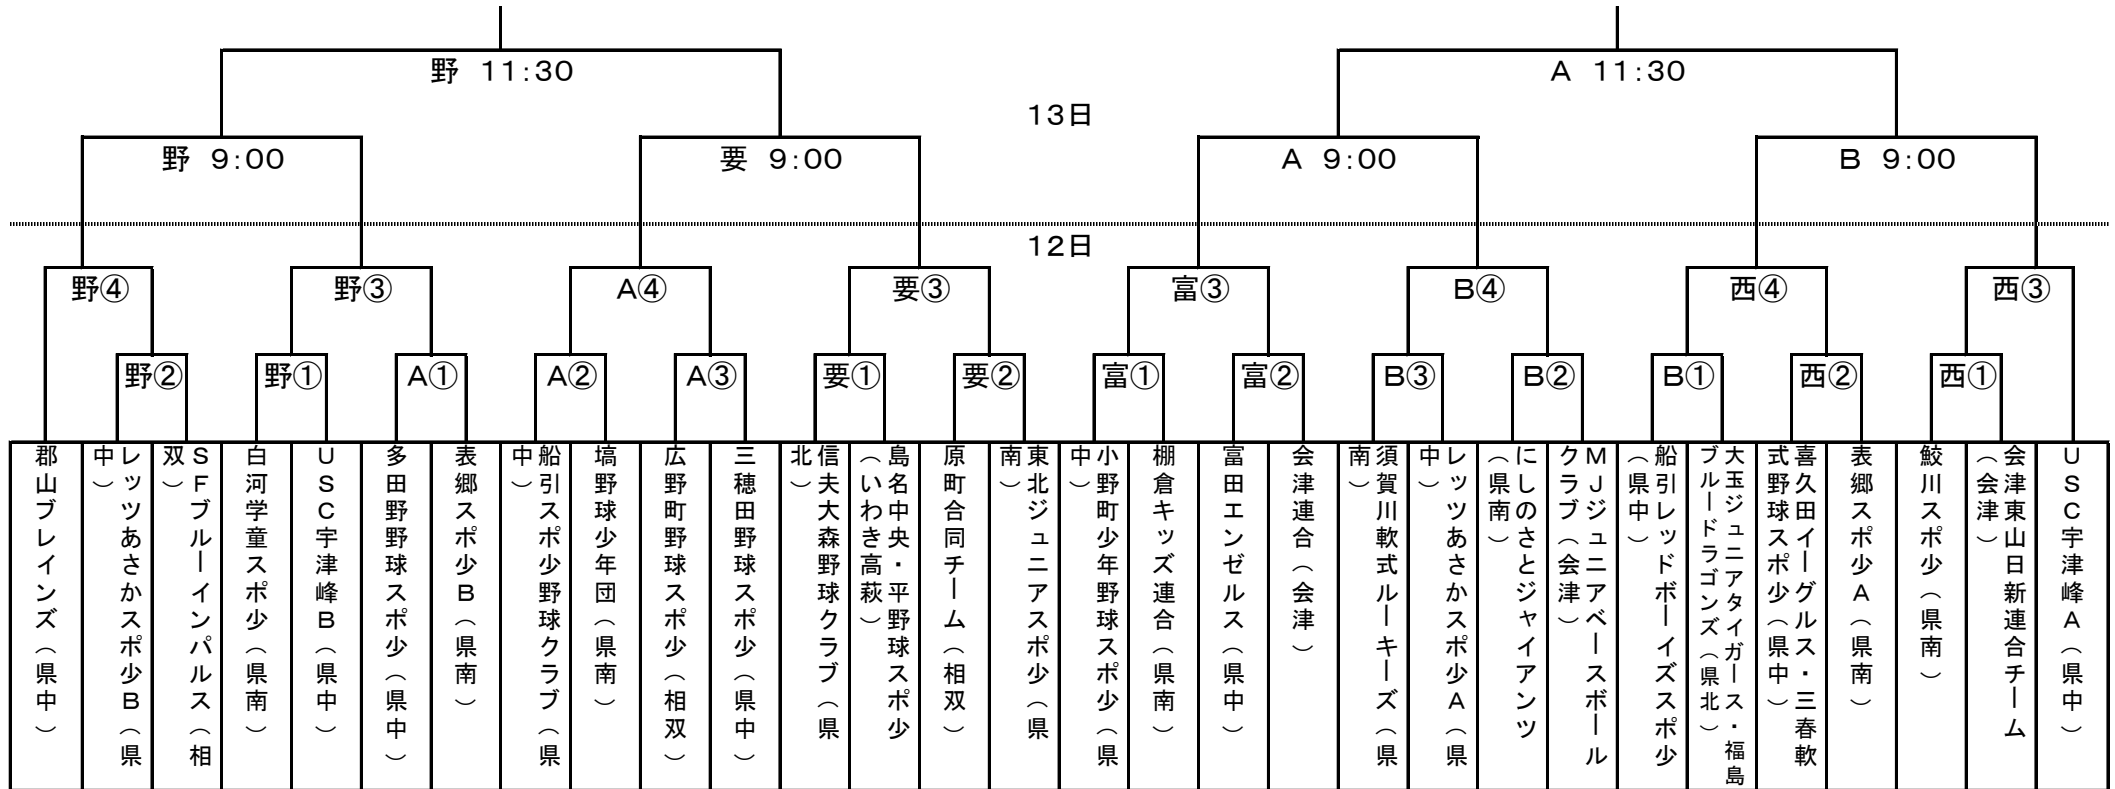 野 11:30
A 11:30
13日
野 9:00
要 9:00
A 9:00
B 9:00
12日
野④
野③
A④
要③
富③
B④
西④
西③
野②
野①
A①
A②
A③
要①
要②
富①
富②
B③
B②
B①
西②
西①
郡山ブレインズ（県中）
レッツあさかスポ少B（県
中）
SFブルーインパルス（相
双）
白河学童スポ少（県南）
USC宇津峰B（県中）
多田野野球スポ少（県中）
表郷スポ少B（県南）
船引スポ少野球クラブ（県
中）
塙野球少年団（県南）
広野町野球スポ少（相双）
三穂田野球スポ少（県中）
信夫大森野球クラブ（県
北）
島名中央・平野球スポ少
（いわき高萩）
原町合同チーム（相双）
東北ジュニアスポ少（県
南）
小野町少年野球スポ少（県
中）
棚倉キッズ連合（県南）
富田エンゼルス（県中）
会津連合（会津）
須賀川軟式ルーキーズ（県
南）
レッツあさかスポ少A（県
中）
にしのさとジャイアンツ
（県南）
MJジュニアベースボール
クラブ（会津）
船引レッドボーイズスポ少
（県中）
大玉ジュニアタイガース・福島
ブルードラゴンズ（県北）
喜久田イーグルス・三春軟
式野球スポ少（県中）
表郷スポ少A（県南）
鮫川スポ少（県南）
会津東山日新連合チーム
（会津）
USC宇津峰A（県中）